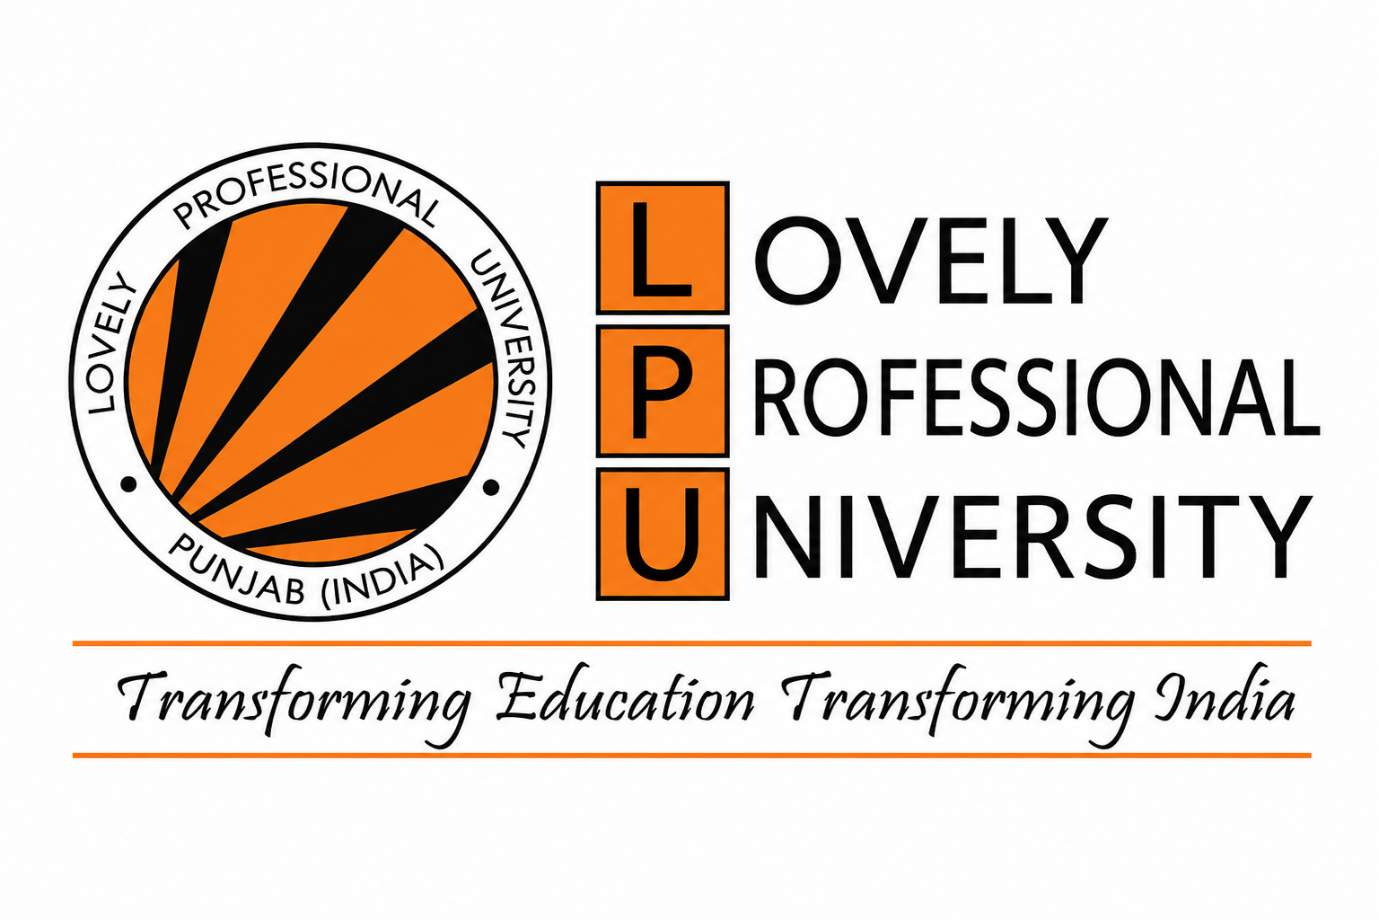 LOVELY PROFESSIONAL UNIVERSITY
PUNJAB (INDIA)
LOVELY
PROFESSIONAL
UNIVERSITY
Transforming Education Transforming India